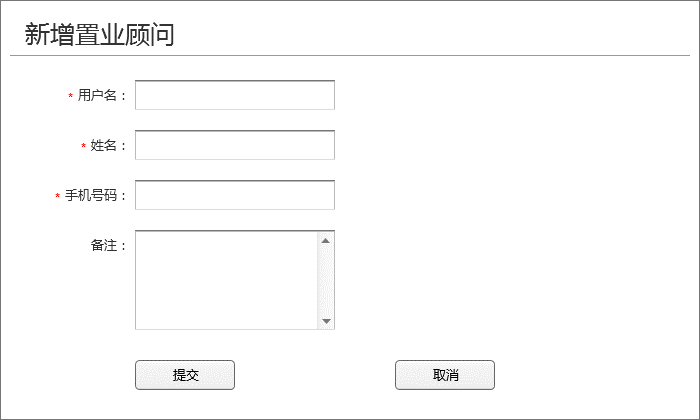 新增置业顾问
* 用户名：
* 姓名：
* 手机号码：
备注：
提交 取消